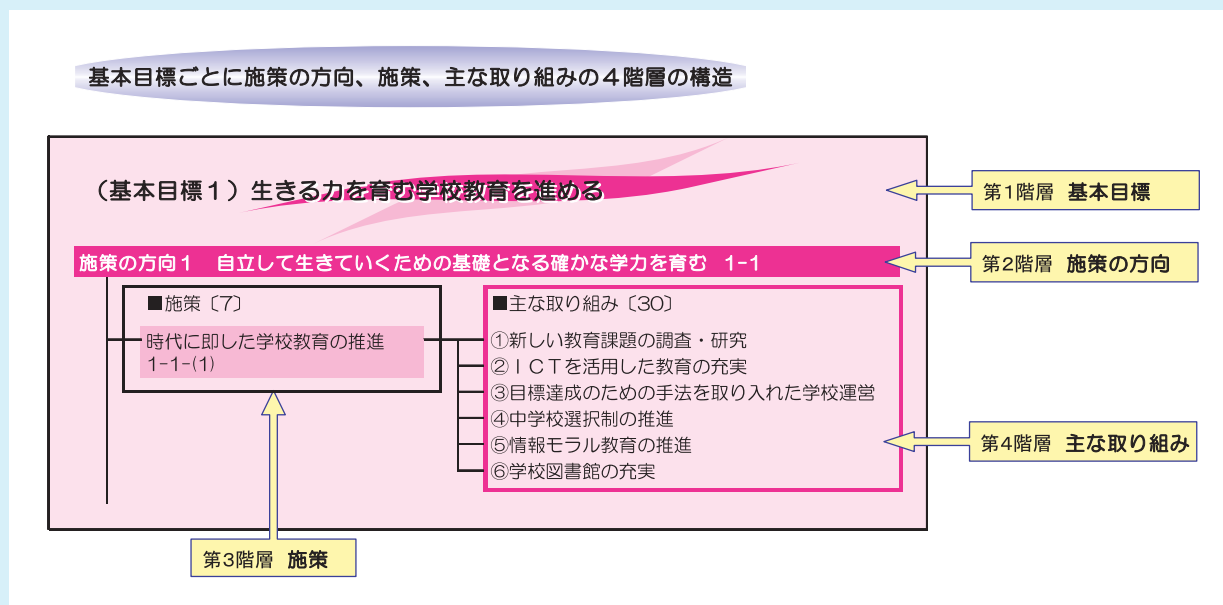 基本目標ごとに施策の方向、施策、主な取り組みの4階層の構造
（基本目標1）生きる力を育む学校教育を進める
第1階層 基本目標
施策の方向1 自立して生きていくための基礎となる確かな学力を育む 1-1
第2階層 施策の方向
■施策〔7〕
時代に即した学校教育の推進
1-1-(1)
■主な取り組み〔30〕
①新しい教育課題の調査・研究
②ICTを活用した教育の充実
③目標達成のための手法を取り入れた学校運営
④中学校選択制の推進
⑤情報モラル教育の推進
⑥学校図書館の充実
第4階層 主な取り組み
第3階層 施策